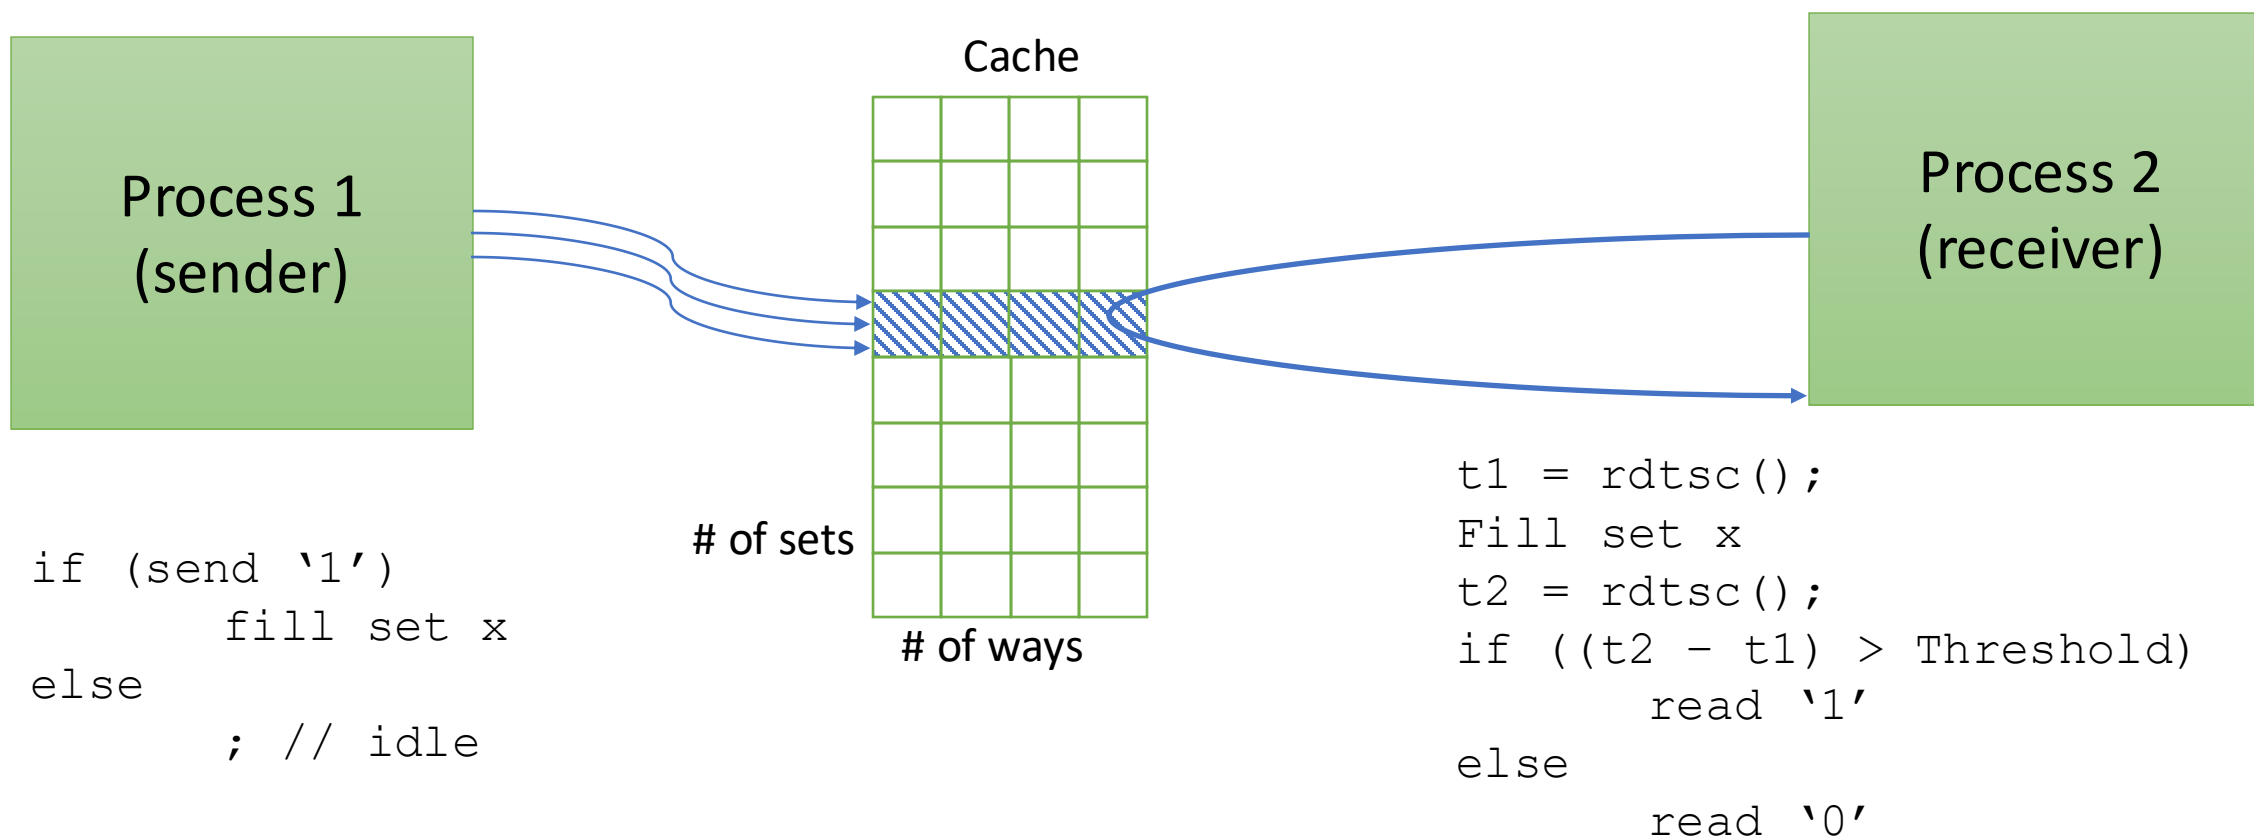 Process 1
(sender)
if (send ‘1’)
fill set x
else
; // idle
Cache
# of sets
# of ways
Process 2
(receiver)
t1 = rdtsc();
Fill set x
t2 = rdtsc();
if ((t2 – t1) > Threshold)
read ‘1’
else
read ‘0’